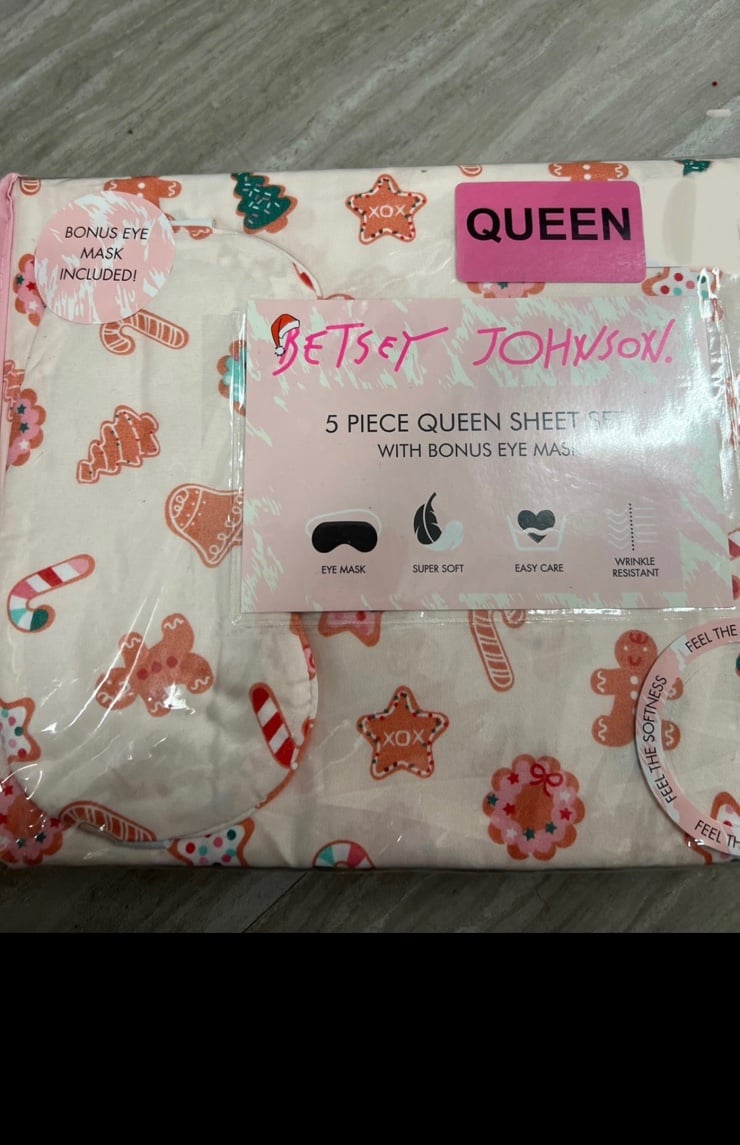 BONUS EYE
MASK
INCLUDED!
XOX
QUEEN
BETSEY JOHNSON.
5 PIECE QUEEN SHEET SET
WITH BONUS EYE MASK
EYE MASK
SUPER SOFT
EASY CARE
WRINKLE
RESISTANT
XOX
FEEL THE
FEEL THE SOFTNESS
FEEL TH